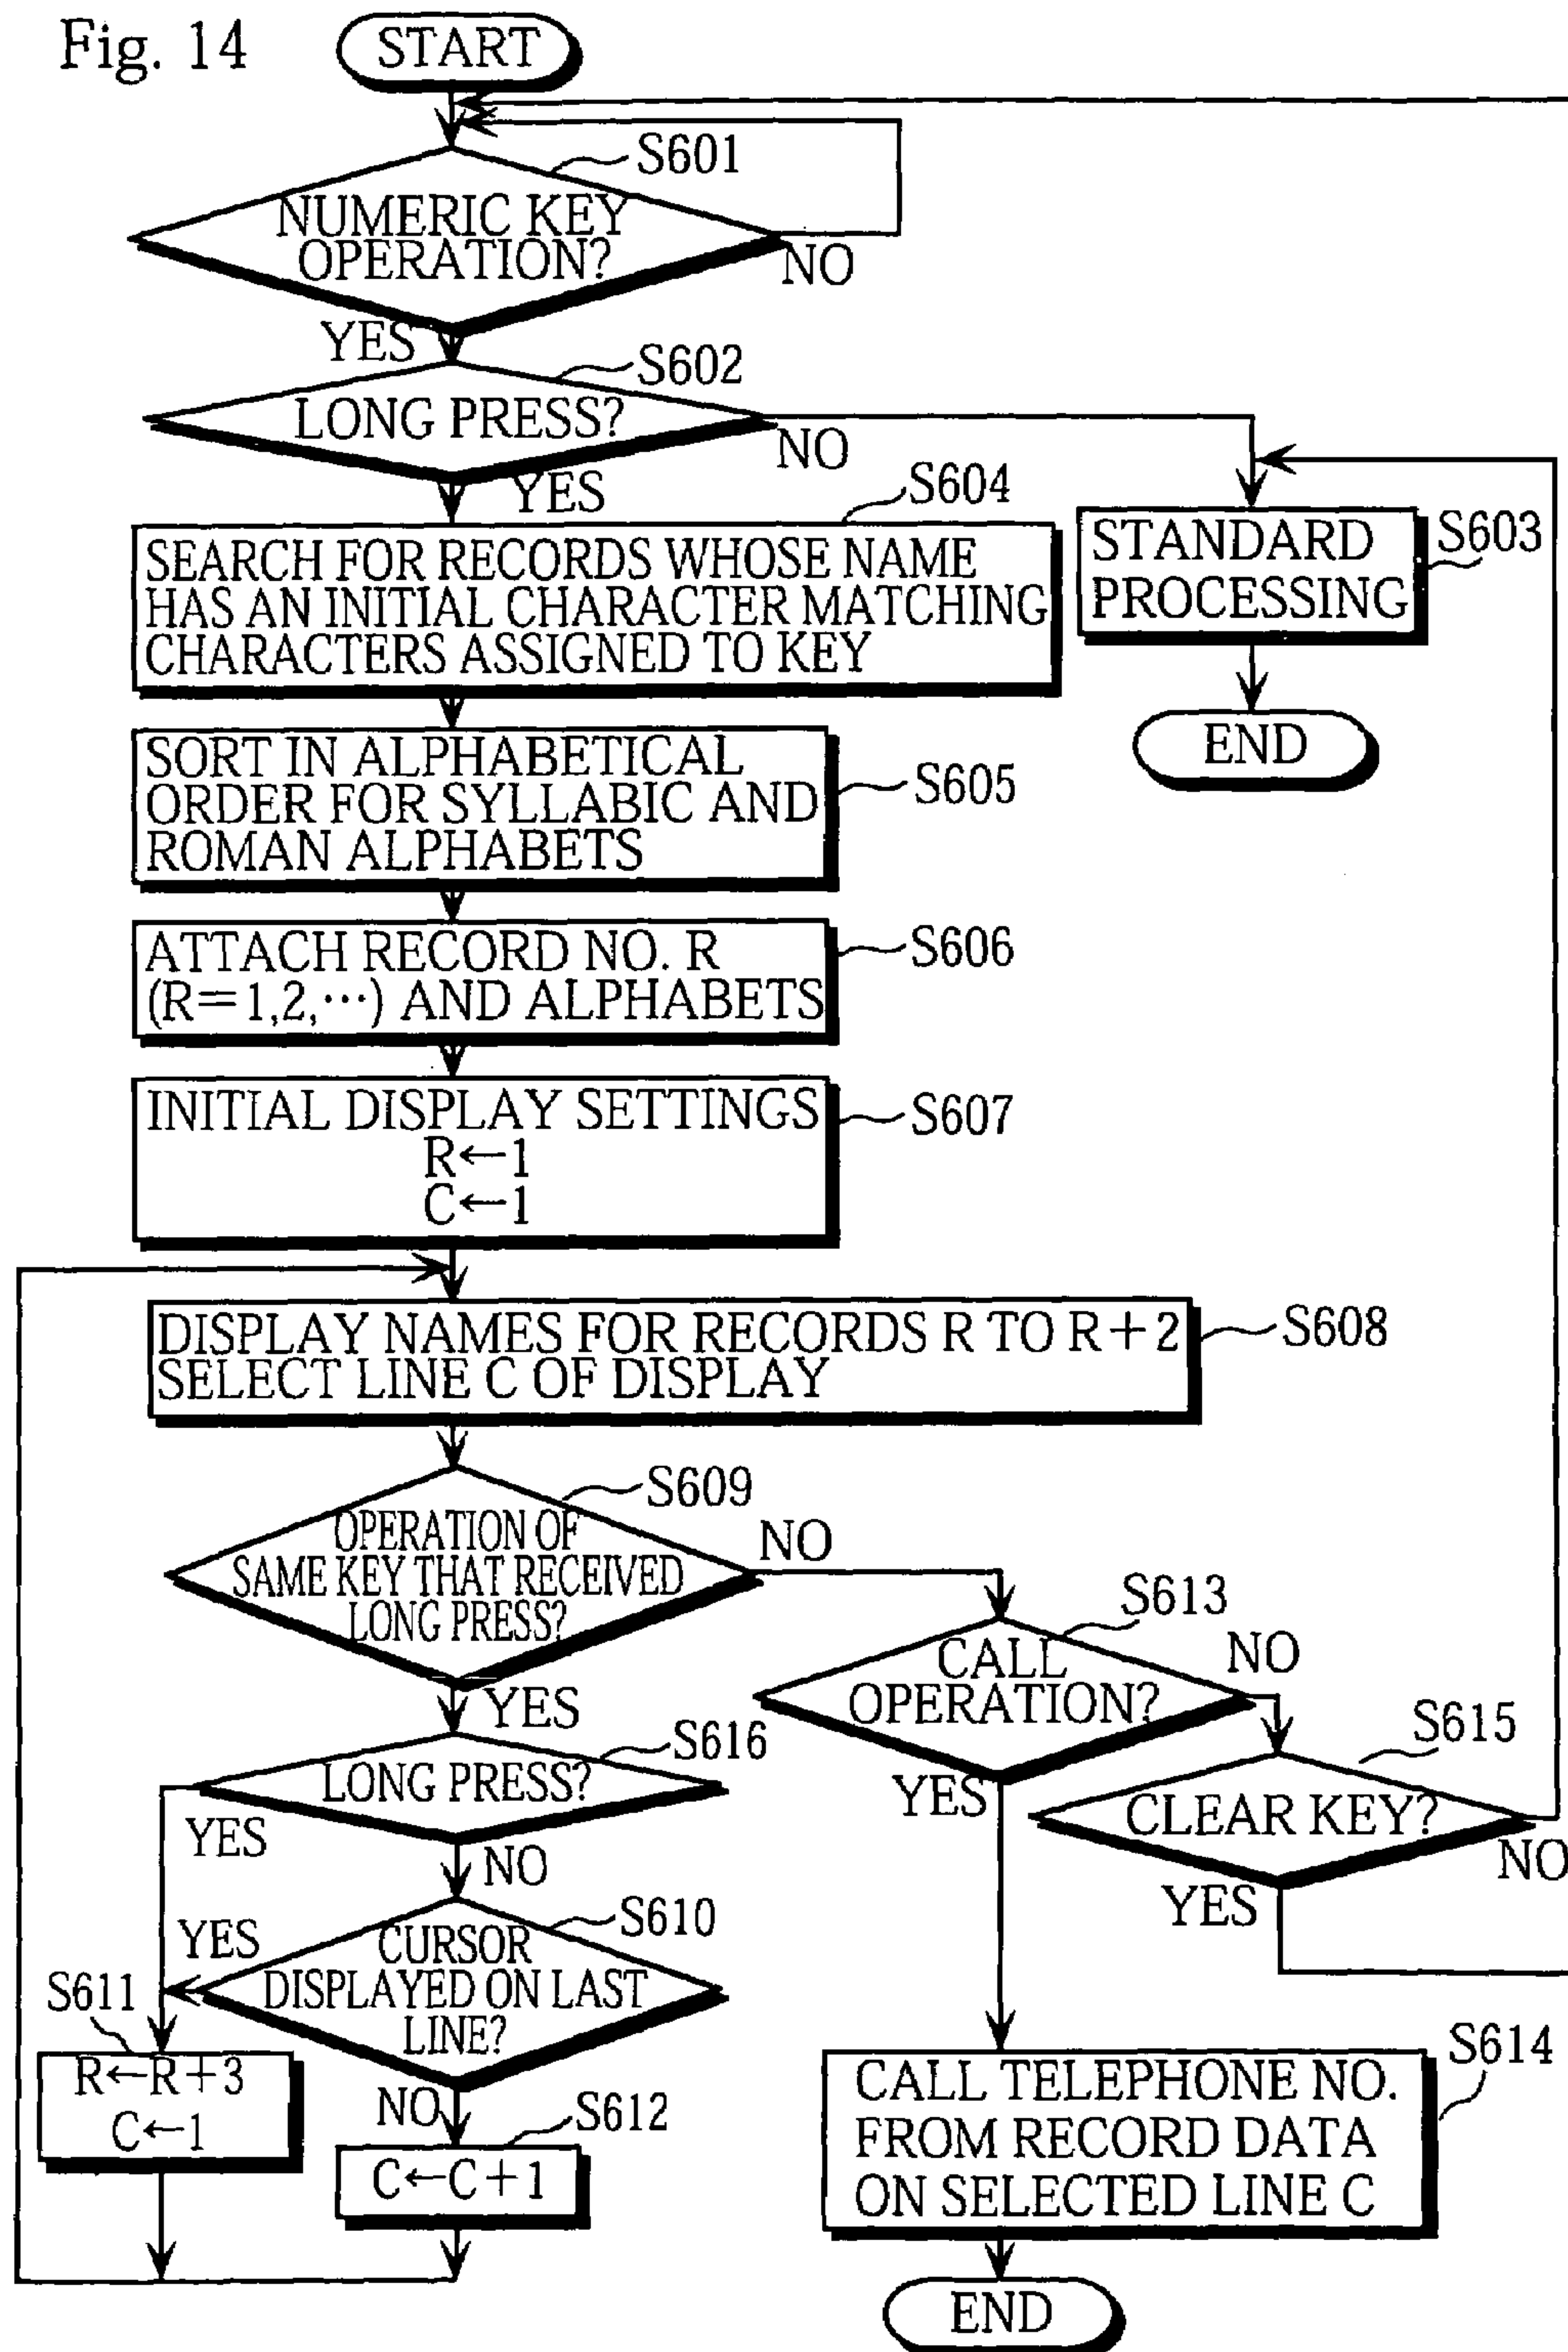 Fig. 14
START
S601
NUMERIC KEY
OPERATION?
NO
YES
S602
LONG PRESS?
NO
YES
S604
SEARCH FOR RECORDS WHOSE NAME
HAS AN INITIAL CHARACTER MATCHING
CHARACTERS ASSIGNED TO KEY
STANDARD
PROCESSING
S603
END
SORT IN ALPHABETICAL
ORDER FOR SYLLABIC AND
ROMAN ALPHABETS
S605
ATTACH RECORD NO. R
(R=1,2,⋯) AND ALPHABETS
S606
INITIAL DISPLAY SETTINGS
R←1
C←1
S607
DISPLAY NAMES FOR RECORDS R TO R+2
SELECT LINE C OF DISPLAY
S608
S609
OPERATION OF
SAME KEY THAT RECEIVED
LONG PRESS?
NO
YES
S613
CALL
OPERATION?
NO
YES
S615
CLEAR KEY?
NO
YES
S616
LONG PRESS?
YES
NO
S610
CURSOR
DISPLAYED ON LAST
LINE?
YES
NO
S611
R←R+3
C←1
S612
C←C+1
S614
CALL TELEPHONE NO.
FROM RECORD DATA
ON SELECTED LINE C
END